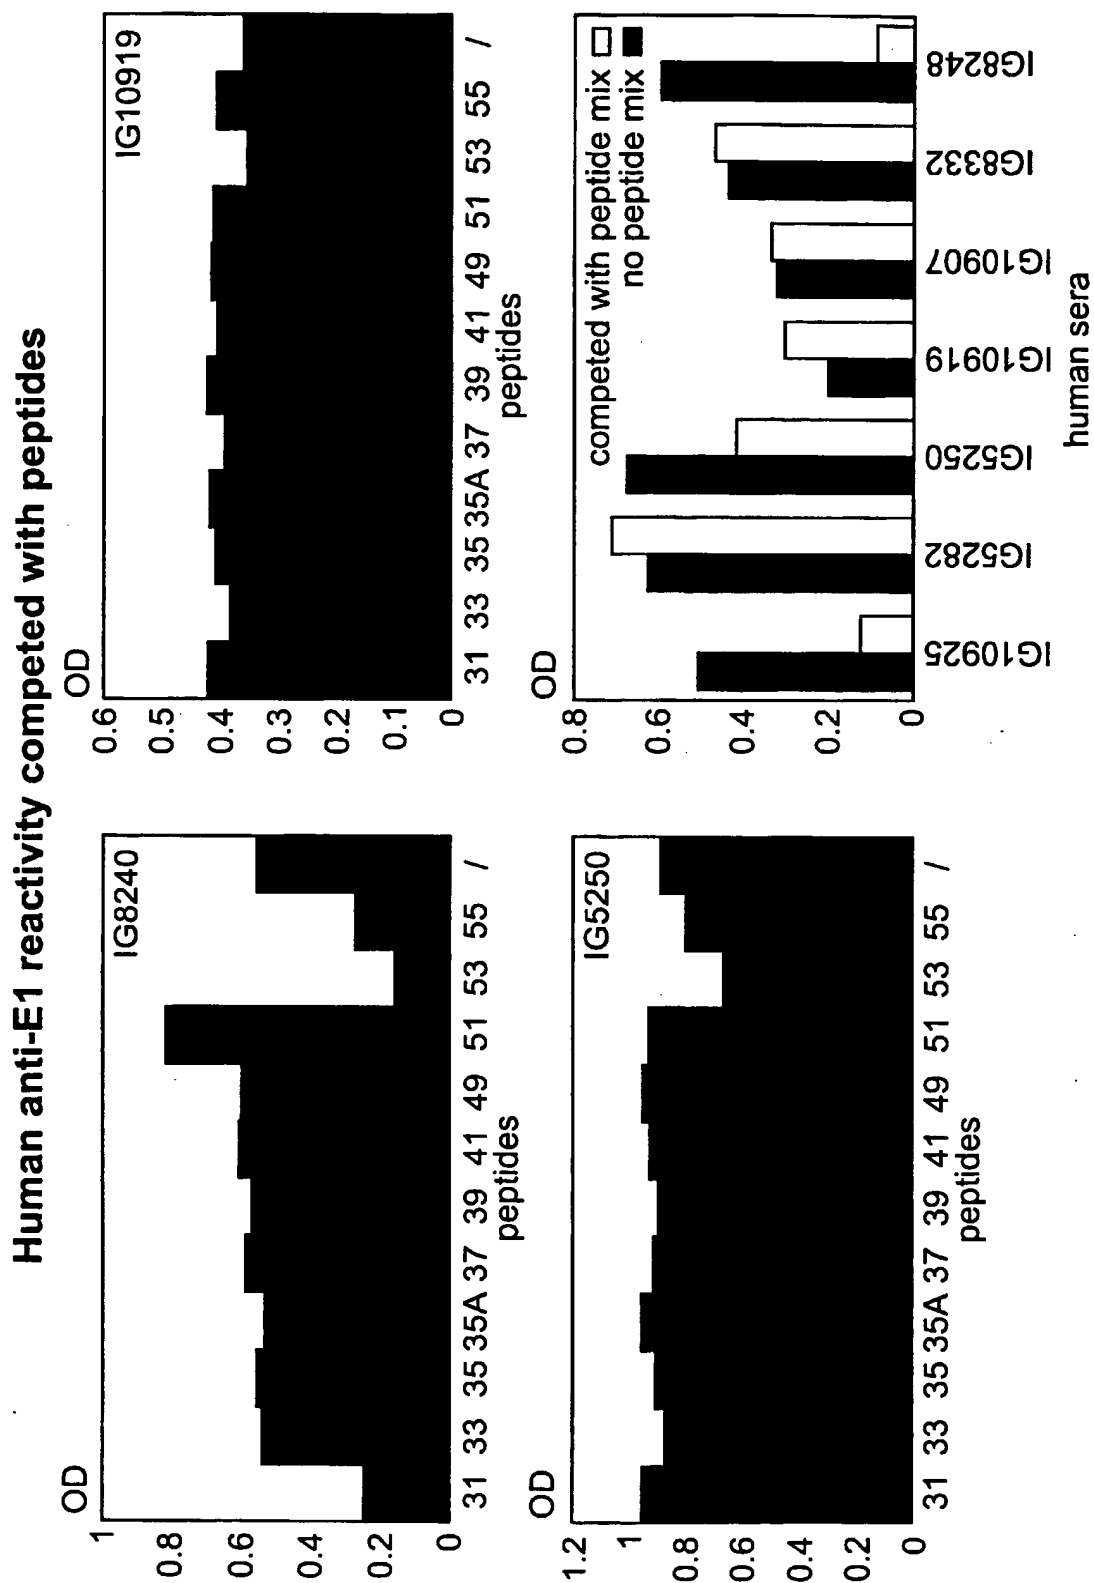 Human anti-E1 reactivity competed with peptides
OD
IG8240
1
0.8
0.6
0.4
0.2
0
31 33 35 35A 37 39 41 49 51 53 55 /
peptides
OD
IG10919
0.6
0.5
0.4
0.3
0.2
0.1
0
31 33 35 35A 37 39 41 49 51 53 55 /
peptides
OD
IG5250
1.2
1
0.8
0.6
0.4
0.2
0
31 33 35 35A 37 39 41 49 51 53 55 /
peptides
OD
competed with peptide mix
no peptide mix
0.8
0.6
0.4
0.2
0
IG10925 IG5282 IG5250 IG10919 IG10907 IG8332 IG8248
human sera